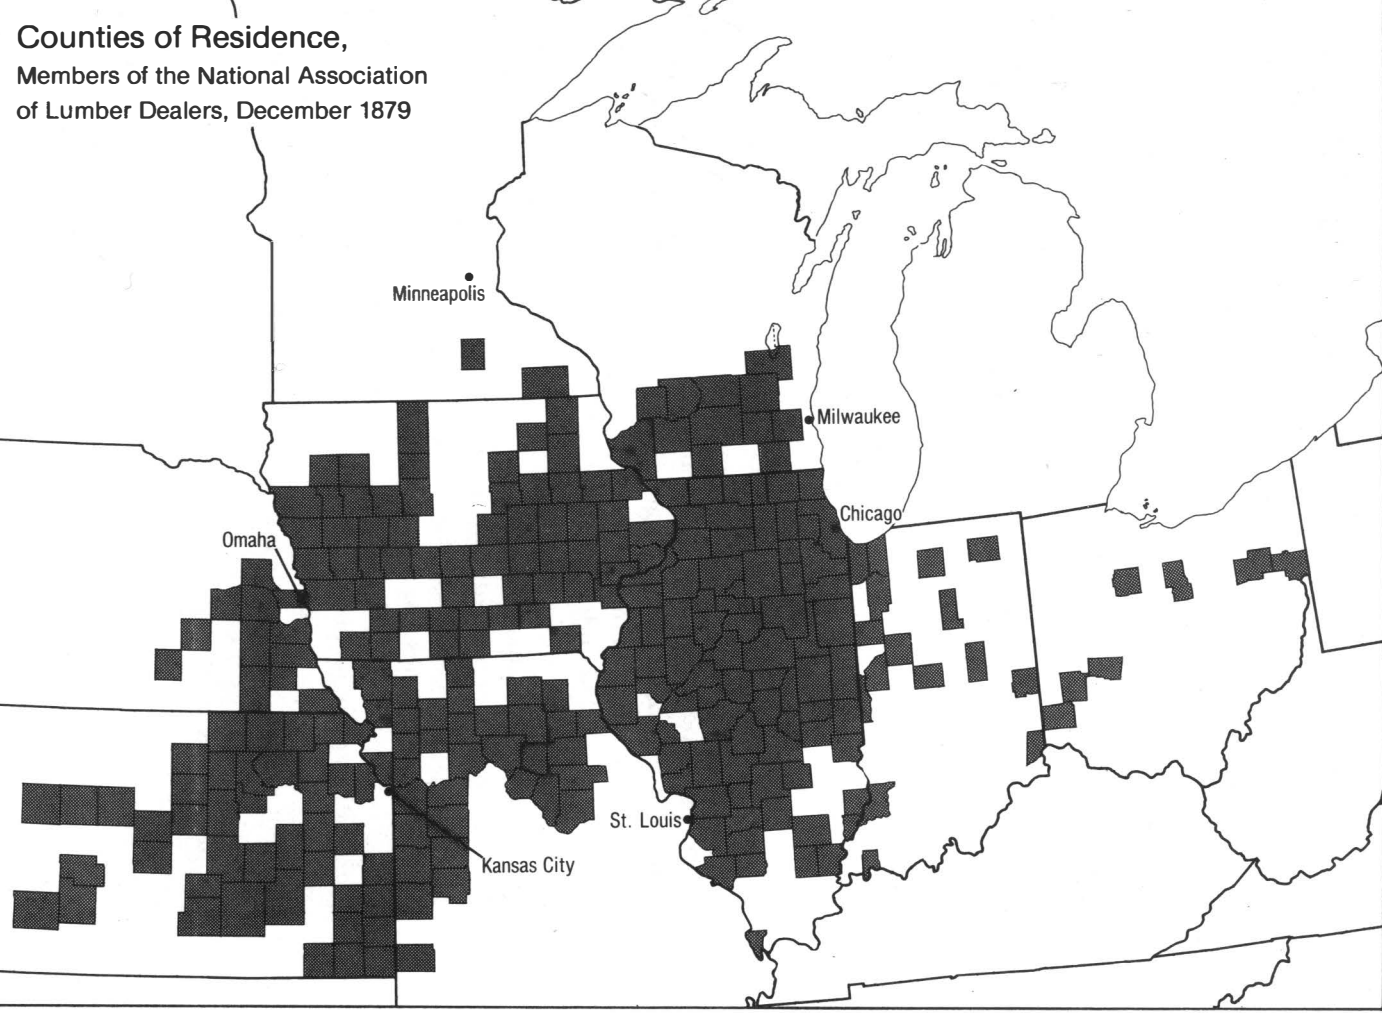 Counties of Residence,
Members of the National Association
of Lumber Dealers, December 1879
Minneapolis
Milwaukee
Chicago
Omaha
St. Louis
Kansas City